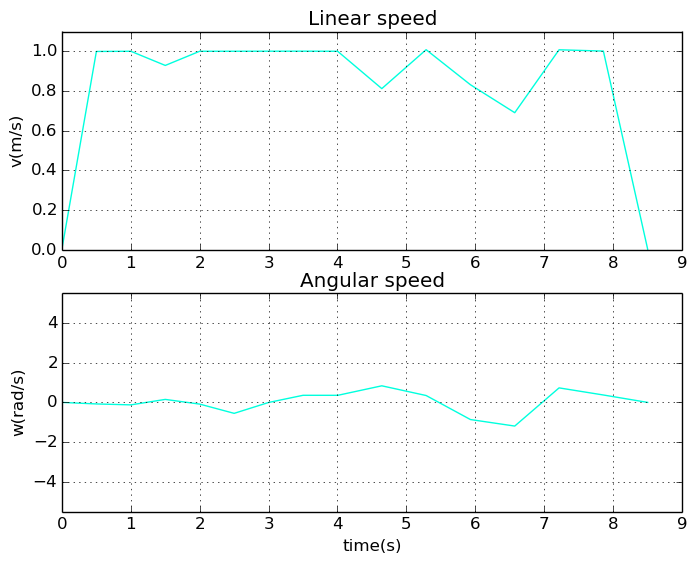 Linear speed
1.0
0.8
0.6
0.4
0.2
0.0
v(m/s)
0 1 2 3 4 5 6 7 8 9
Angular speed
4
2
0
−2
−4
w(rad/s)
0 1 2 3 4 5 6 7 8 9
time(s)